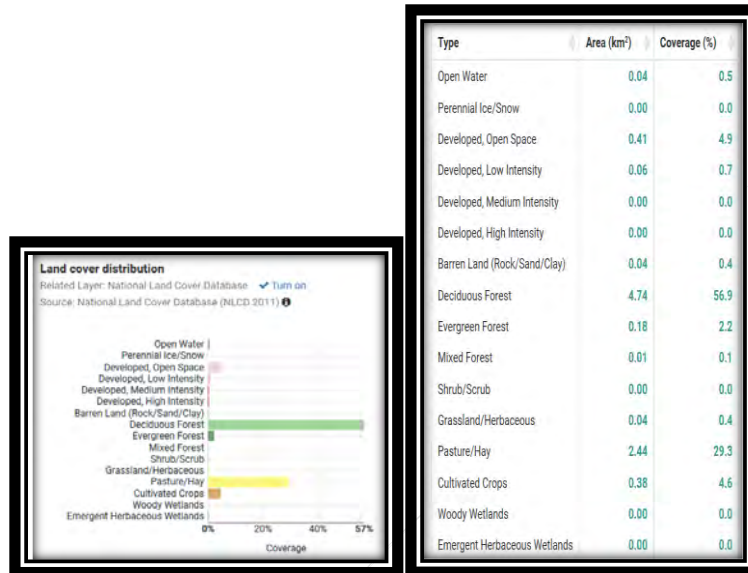 Land cover distribution
Related Layer: National Land Cover Database ✔ Turn on
Source: National Land Cover Database (NLCD 2011)
Open Water
Perennial Ice/Snow
Developed, Open Space
Developed, Low Intensity
Developed, Medium Intensity
Developed, High Intensity
Barren Land (Rock/Sand/Clay)
Deciduous Forest
Evergreen Forest
Mixed Forest
Shrub/Scrub
Grassland/Herbaceous
Pasture/Hay
Cultivated Crops
Woody Wetlands
Emergent Herbaceous Wetlands
0% 20% 40% 57%
Coverage
Type Area (km²) Coverage (%)
Open Water 0.04 0.5
Perennial Ice/Snow 0.00 0.0
Developed, Open Space 0.41 4.9
Developed, Low Intensity 0.06 0.7
Developed, Medium Intensity 0.00 0.0
Developed, High Intensity 0.00 0.0
Barren Land (Rock/Sand/Clay) 0.04 0.4
Deciduous Forest 4.74 56.9
Evergreen Forest 0.18 2.2
Mixed Forest 0.01 0.1
Shrub/Scrub 0.00 0.0
Grassland/Herbaceous 0.04 0.4
Pasture/Hay 2.44 29.3
Cultivated Crops 0.38 4.6
Woody Wetlands 0.00 0.0
Emergent Herbaceous Wetlands 0.00 0.0